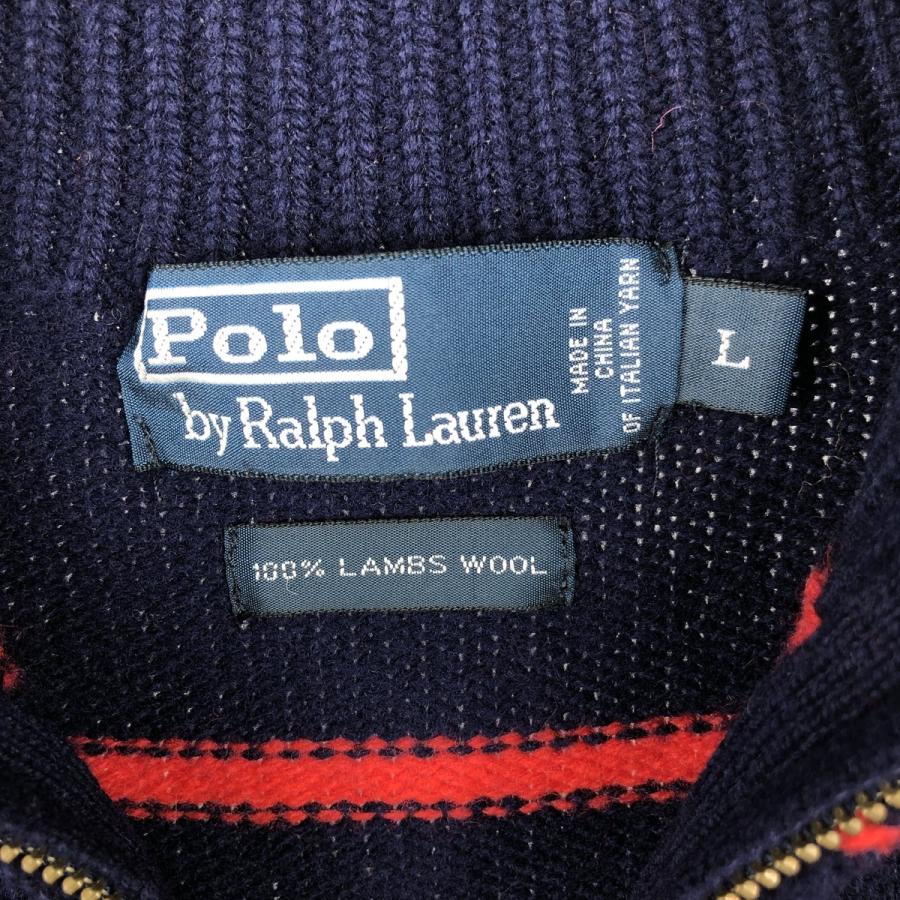 Polo
by Ralph Lauren
MADE IN
CHINA
OF ITALIAN YARN
L
100% LAMBS WOOL